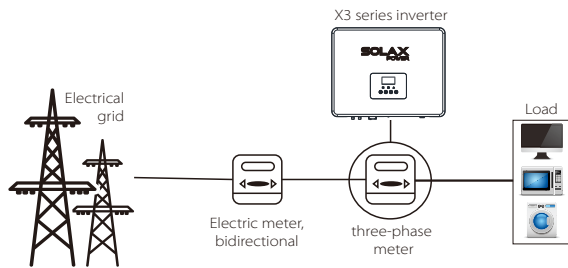 X3 series inverter
SOLAX
POWER
Electrical
grid
Load
Electric meter,
bidirectional
three-phase
meter